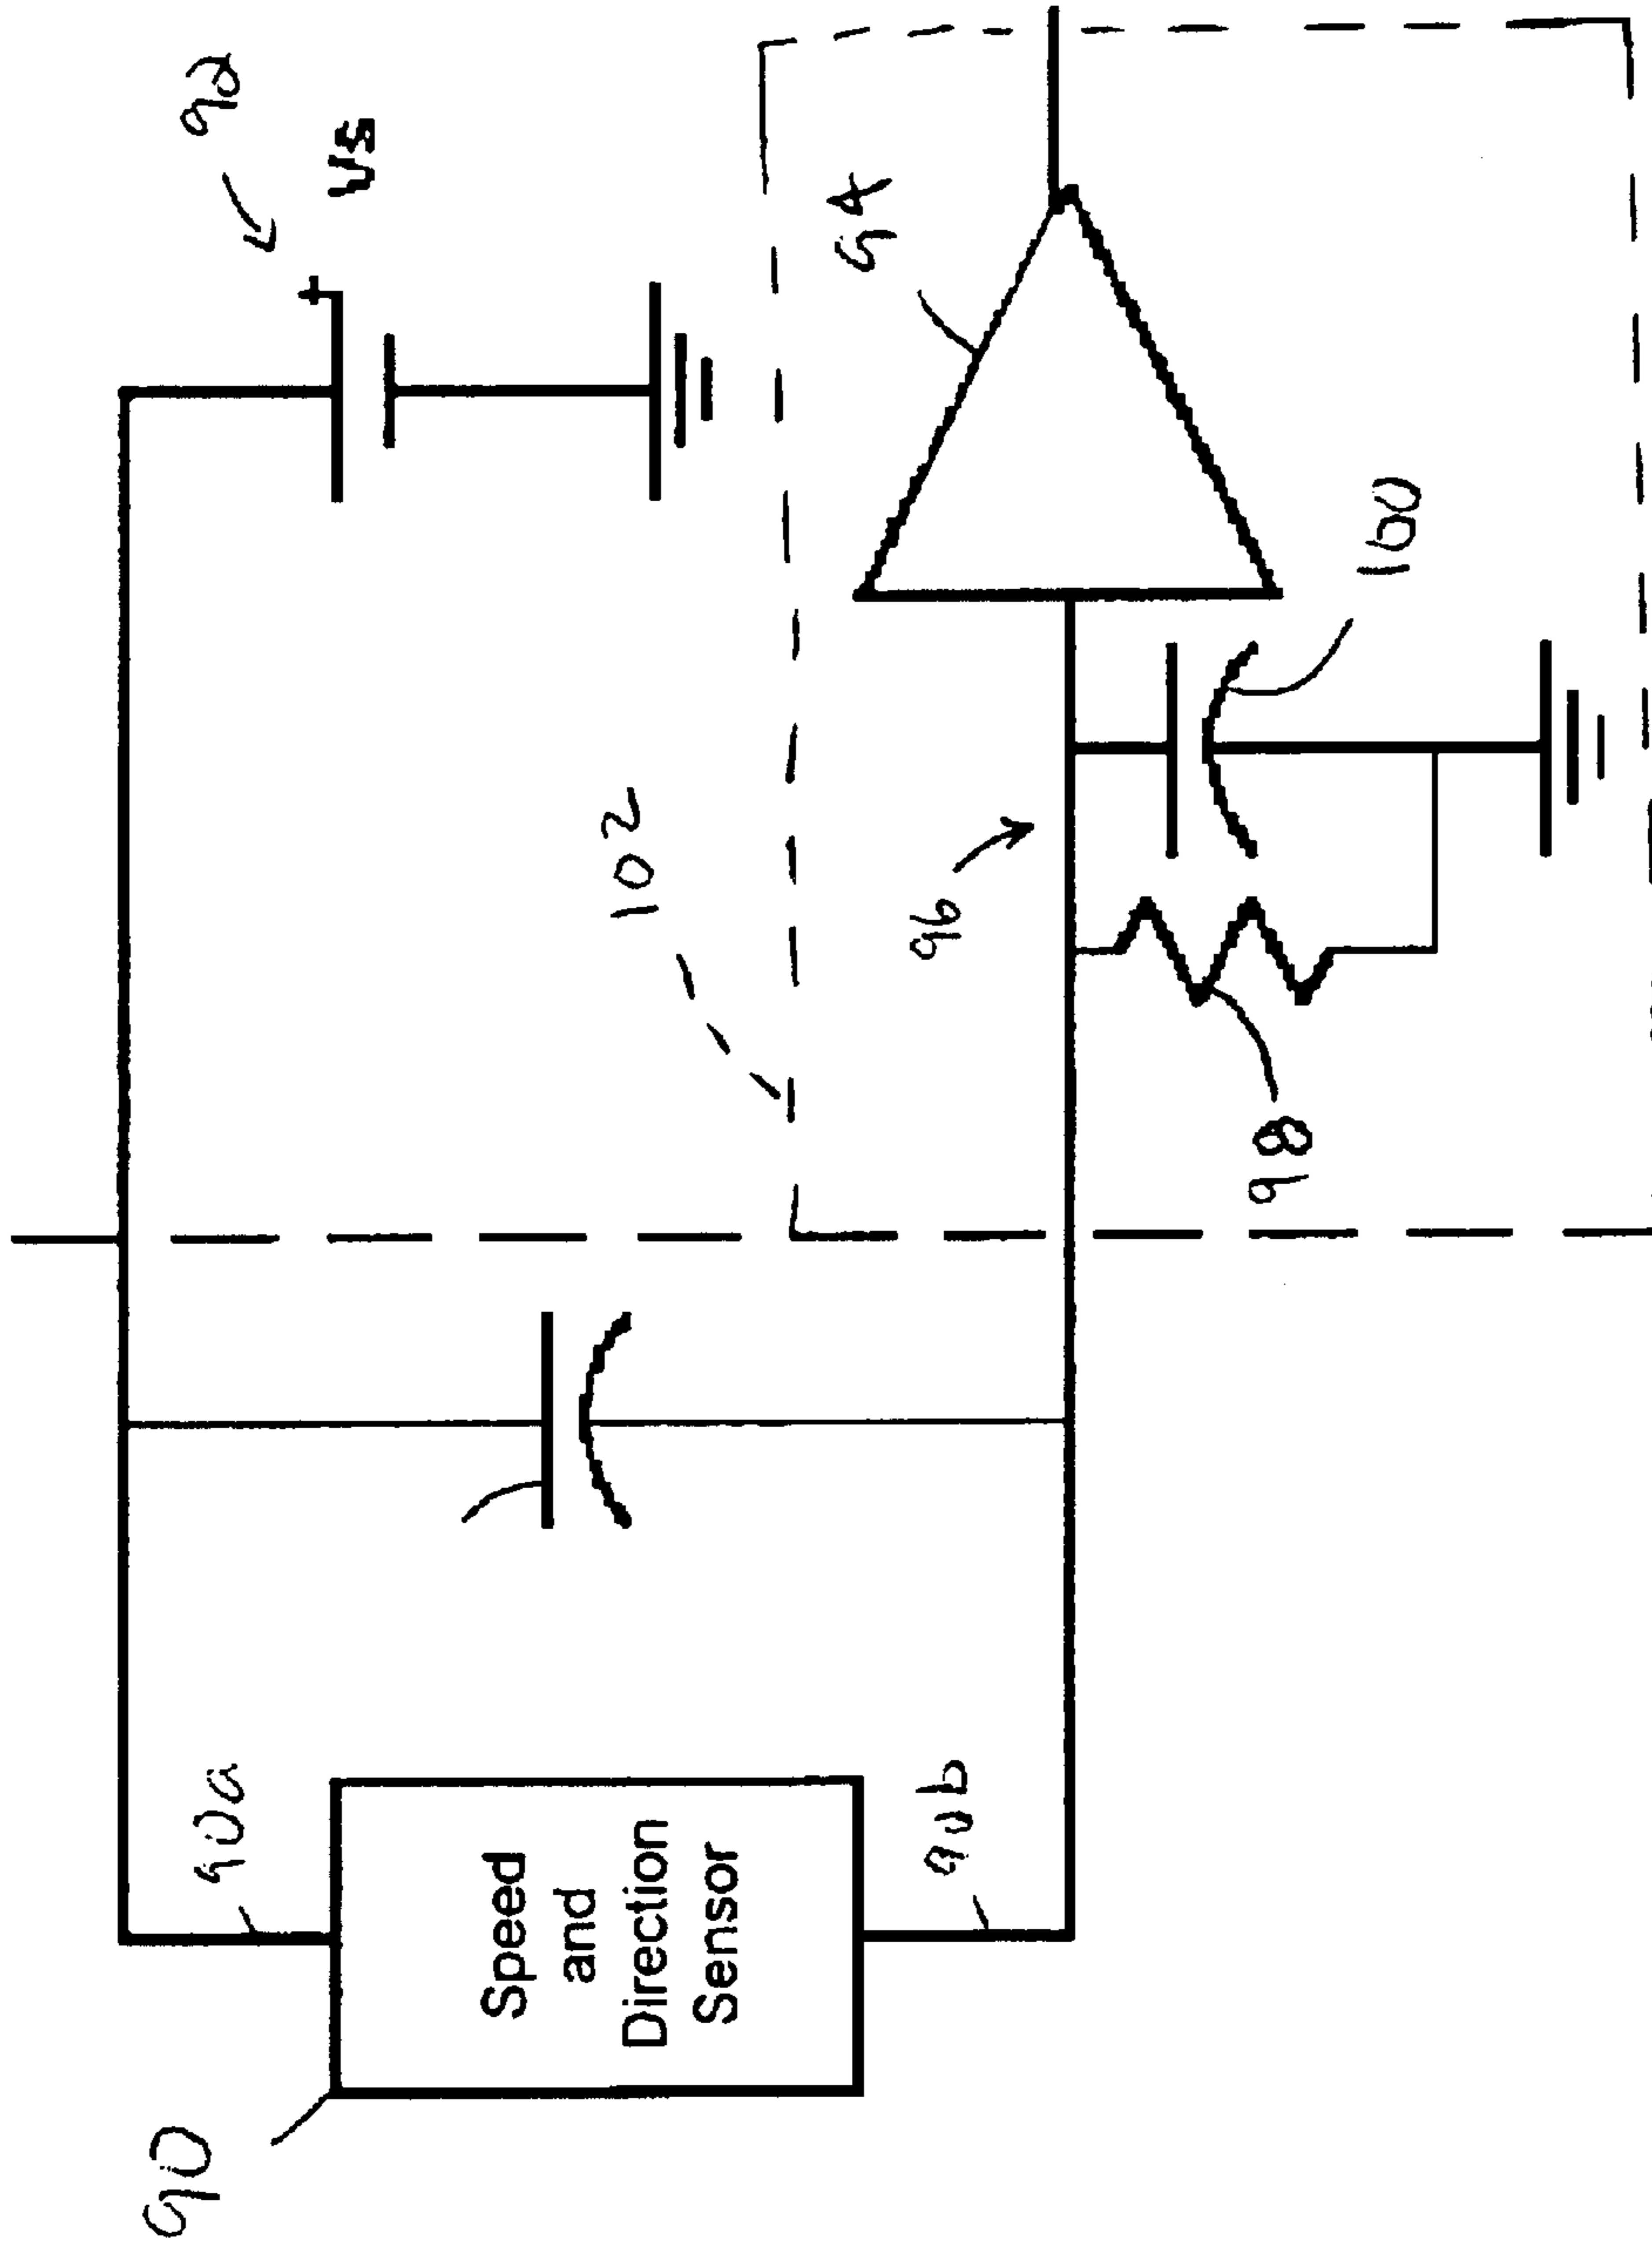 90
90a
Speed
and
Direction
Sensor
90b
102
92
VS
94
96
98
100